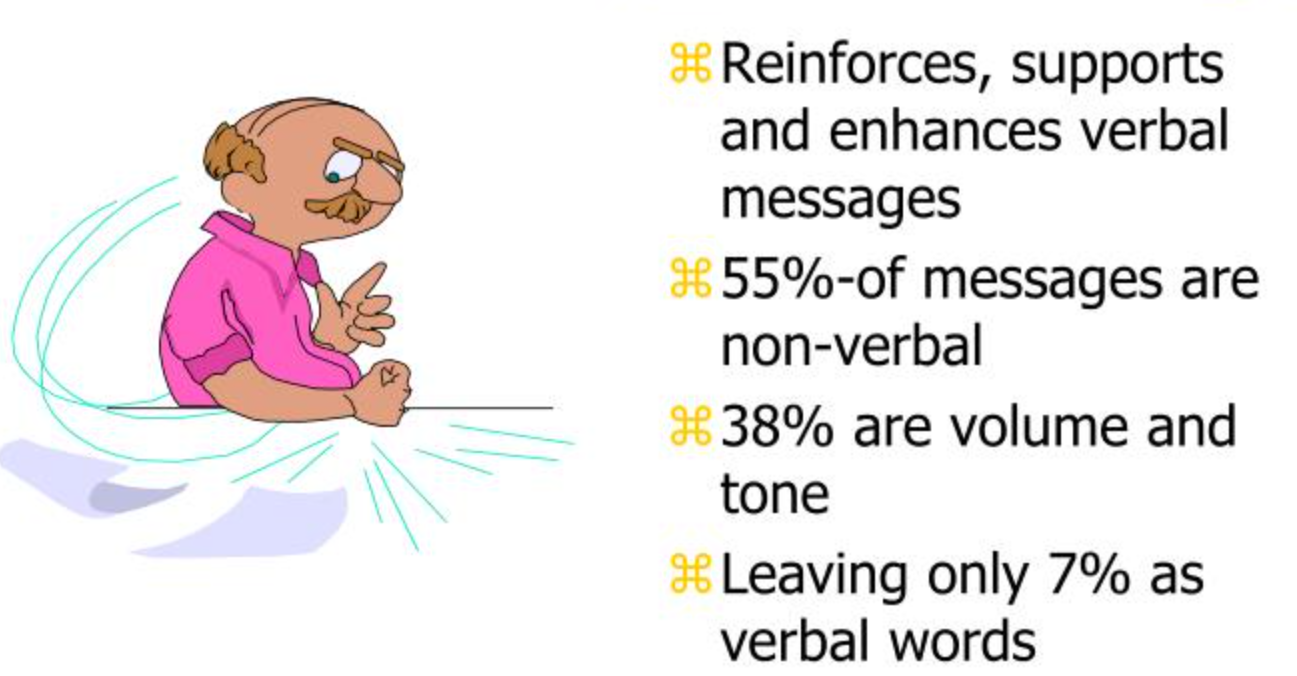 ⌘Reinforces, supports
and enhances verbal
messages
⌘55%-of messages are
non-verbal
⌘38% are volume and
tone
⌘Leaving only 7% as
verbal words